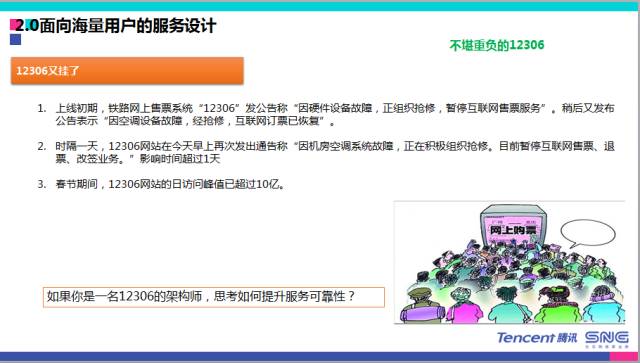 2.0面向海量用户的服务设计
不堪重负的12306
12306又挂了
1. 上线初期，铁路网上售票系统“12306”发公告称“因硬件设备故障，正组织抢修，暂停互联网售票服务”。稍后又发布
公告表示“因空调设备故障，经抢修，互联网订票已恢复”。
2. 时隔一天，12306网站在今天早上再次发出通告称“因机房空调系统故障，正在积极组织抢修。目前暂停互联网售票、退
票、改签业务。”影响时间超过1天
3. 春节期间，12306网站的日访问峰值已超过10亿。
网上购票
如果你是一名12306的架构师，思考如何提升服务可靠性？
Tencent腾讯 SNG